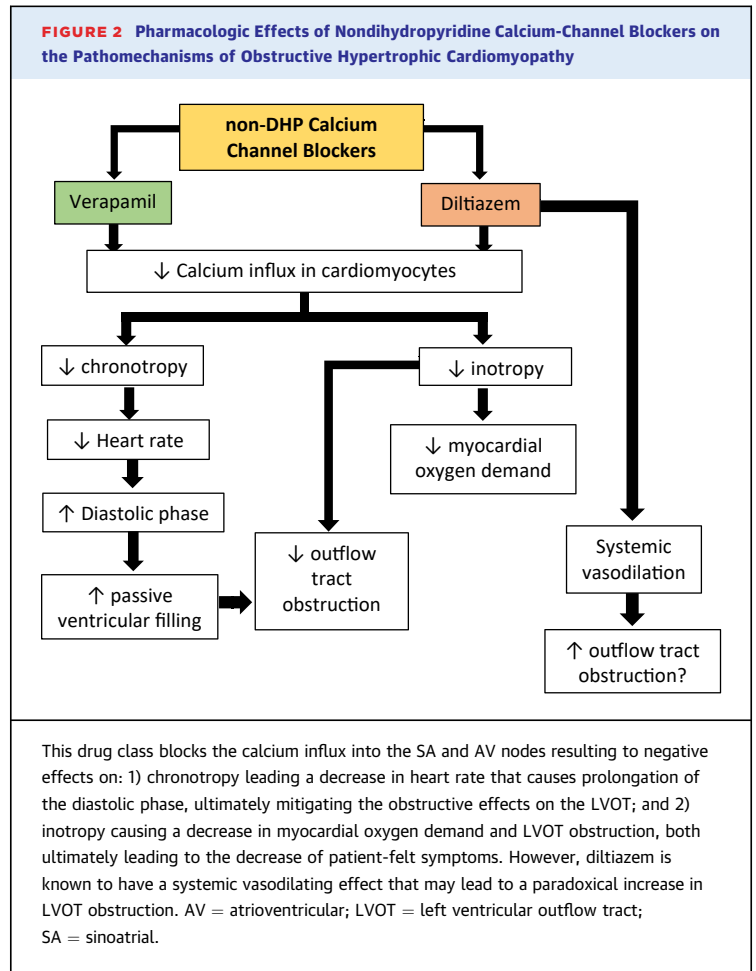 FIGURE 2 Pharmacologic Effects of Nondihydropyridine Calcium-Channel Blockers on
the Pathomechanisms of Obstructive Hypertrophic Cardiomyopathy
non-DHP Calcium
Channel Blockers
Verapamil
Diltiazem
↓ Calcium influx in cardiomyocytes
↓ chronotropy
↓ inotropy
↓ Heart rate
↓ myocardial
oxygen demand
↑ Diastolic phase
↓ outflow
tract
obstruction
Systemic
vasodilation
↑ passive
ventricular filling
↑ outflow tract
obstruction?
This drug class blocks the calcium influx into the SA and AV nodes resulting to negative
effects on: 1) chronotropy leading a decrease in heart rate that causes prolongation of
the diastolic phase, ultimately mitigating the obstructive effects on the LVOT; and 2)
inotropy causing a decrease in myocardial oxygen demand and LVOT obstruction, both
ultimately leading to the decrease of patient-felt symptoms. However, diltiazem is
known to have a systemic vasodilating effect that may lead to a paradoxical increase in
LVOT obstruction. AV = atrioventricular; LVOT = left ventricular outflow tract;
SA = sinoatrial.